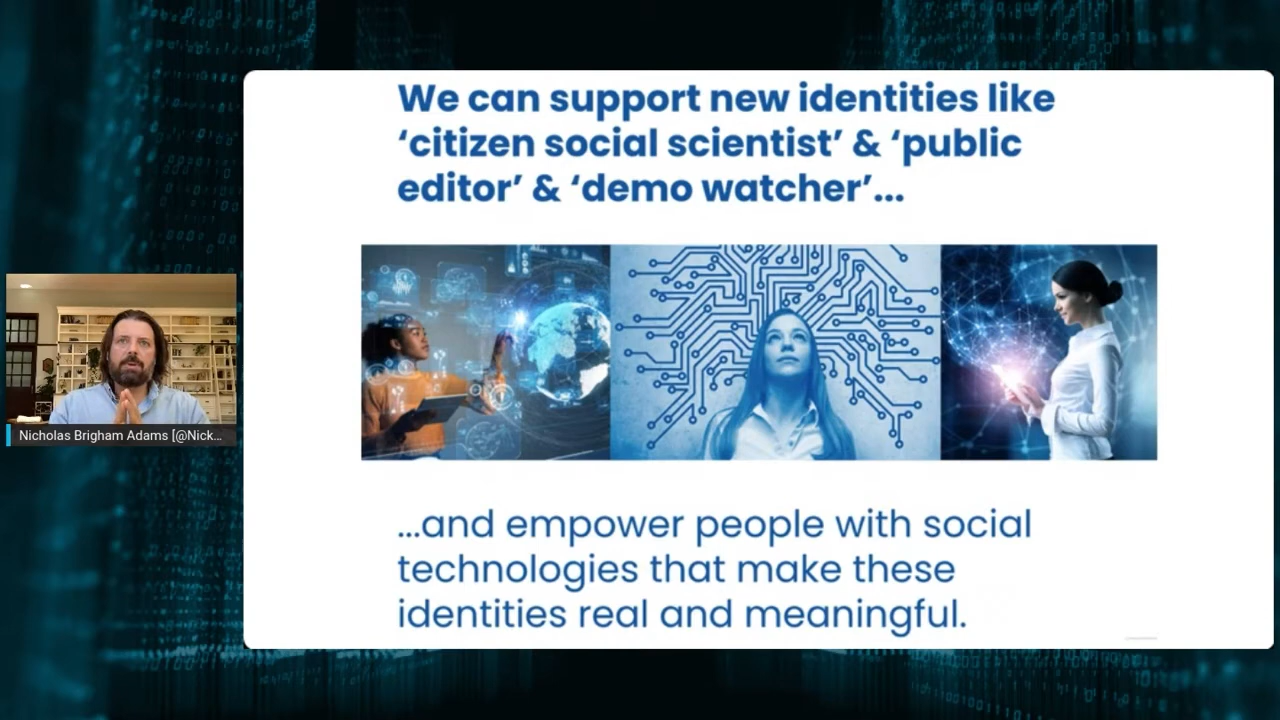 We can support new identities like
‘citizen social scientist’ & ‘public
editor’ & ‘demo watcher’...
Nicholas Brigham Adams [@Nick...
...and empower people with social
technologies that make these
identities real and meaningful.